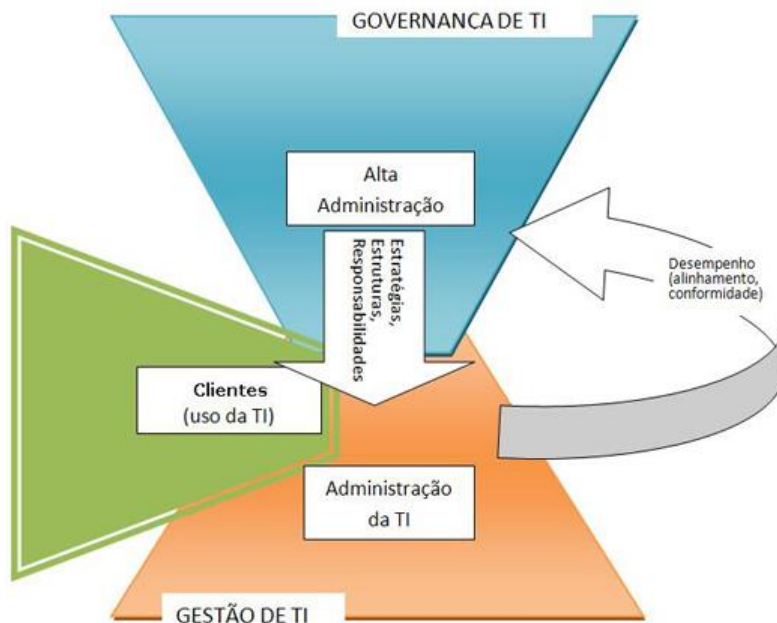 GOVERNANCA DE TI
Alta
Administração
Estratégias,
Estruturas,
Responsabilidades
Desempenho
(alinhamento,
conformidade)
Clientes
(uso da TI)
Administração
da TI
GESTÃO DE TI